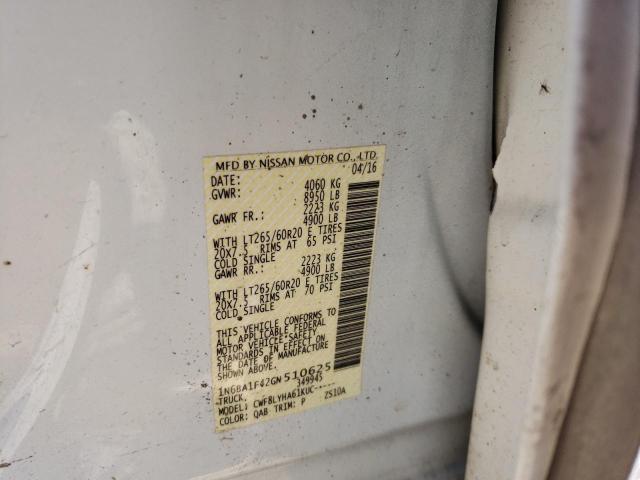 MFD BY NISSAN MOTOR CO., LTD
DATE: 04/16
GVWR: 4060 KG
8950 LB
GAWR FR.: 2223 KG
4900 LB
WITH LT265/60R20 E TIRES
20X7.5 RIMS AT 65 PSI
COLD SINGLE
GAWR RR.: 2223 KG
4900 LB
WITH LT265/60R20 E TIRES
20X7.5 RIMS AT 70 PSI
COLD SINGLE
THIS VEHICLE CONFORMS TO
ALL APPLICABLE FEDERAL
MOTOR VEHICLE SAFETY
STANDARDS IN EFFECT ON
THE DATE OF MANUFACTURE
SHOWN ABOVE.
1N6BA1F42GN510625
TRUCK. 349945
MODEL: CWF8LYHA61KUC-----
COLOR: QAB TRIM: P ZS1DA